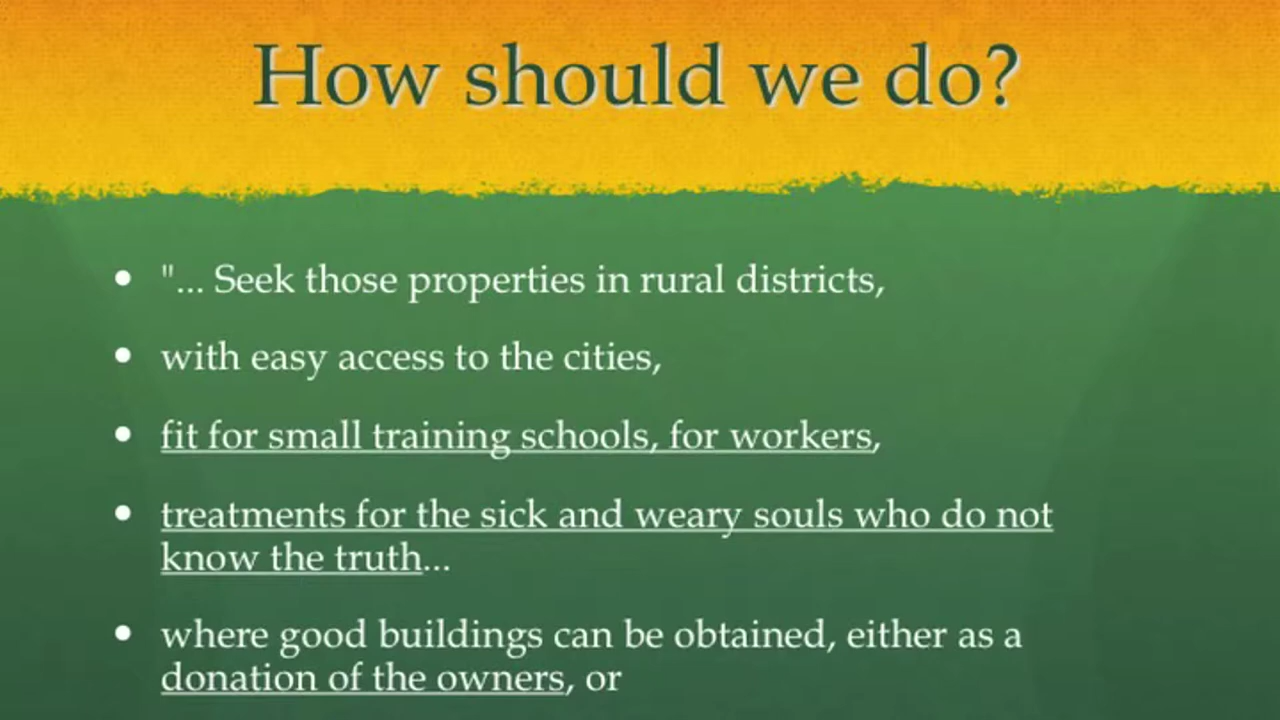 How should we do?
• "... Seek those properties in rural districts,
• with easy access to the cities,
• fit for small training schools, for workers,
• treatments for the sick and weary souls who do not
know the truth...
• where good buildings can be obtained, either as a
donation of the owners, or